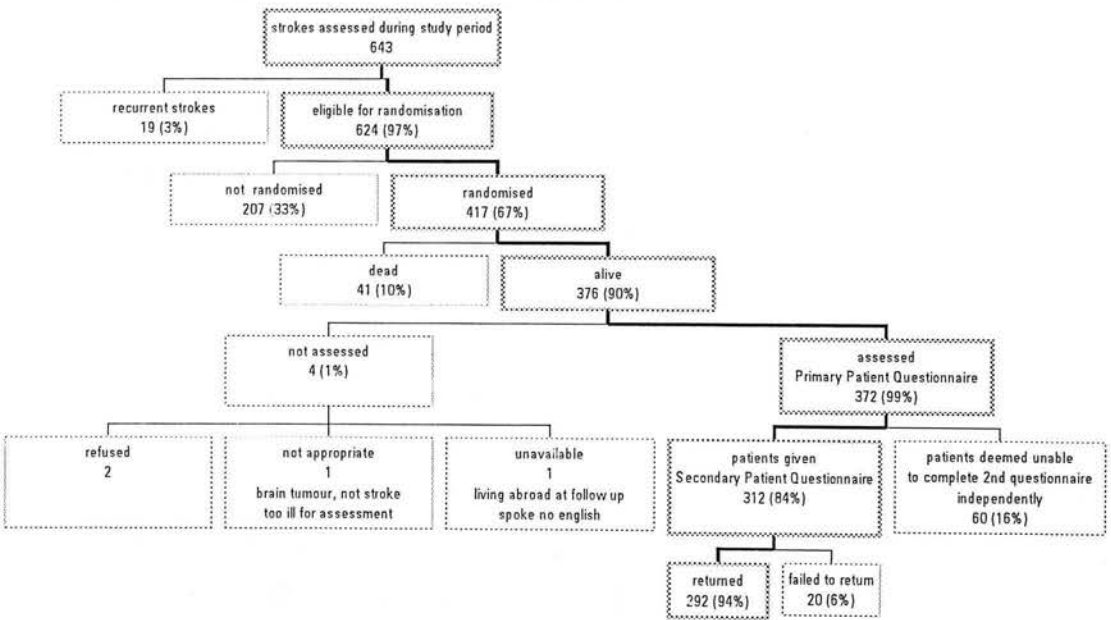 strokes assessed during study period
643
recurrent strokes
19 (3%)
eligible for randomisation
624 (97%)
not randomised
207 (33%)
randomised
417 (67%)
dead
41 (10%)
alive
376 (90%)
not assessed
4 (1%)
assessed
Primary Patient Questionnaire
372 (99%)
refused
2
not appropriate
1
brain tumour, not stroke
too ill for assessment
unavailable
1
living abroad at follow up
spoke no english
patients given
Secondary Patient Questionnaire
312 (84%)
patients deemed unable
to complete 2nd questionnaire
independently
60 (16%)
returned
292 (94%)
failed to return
20 (6%)